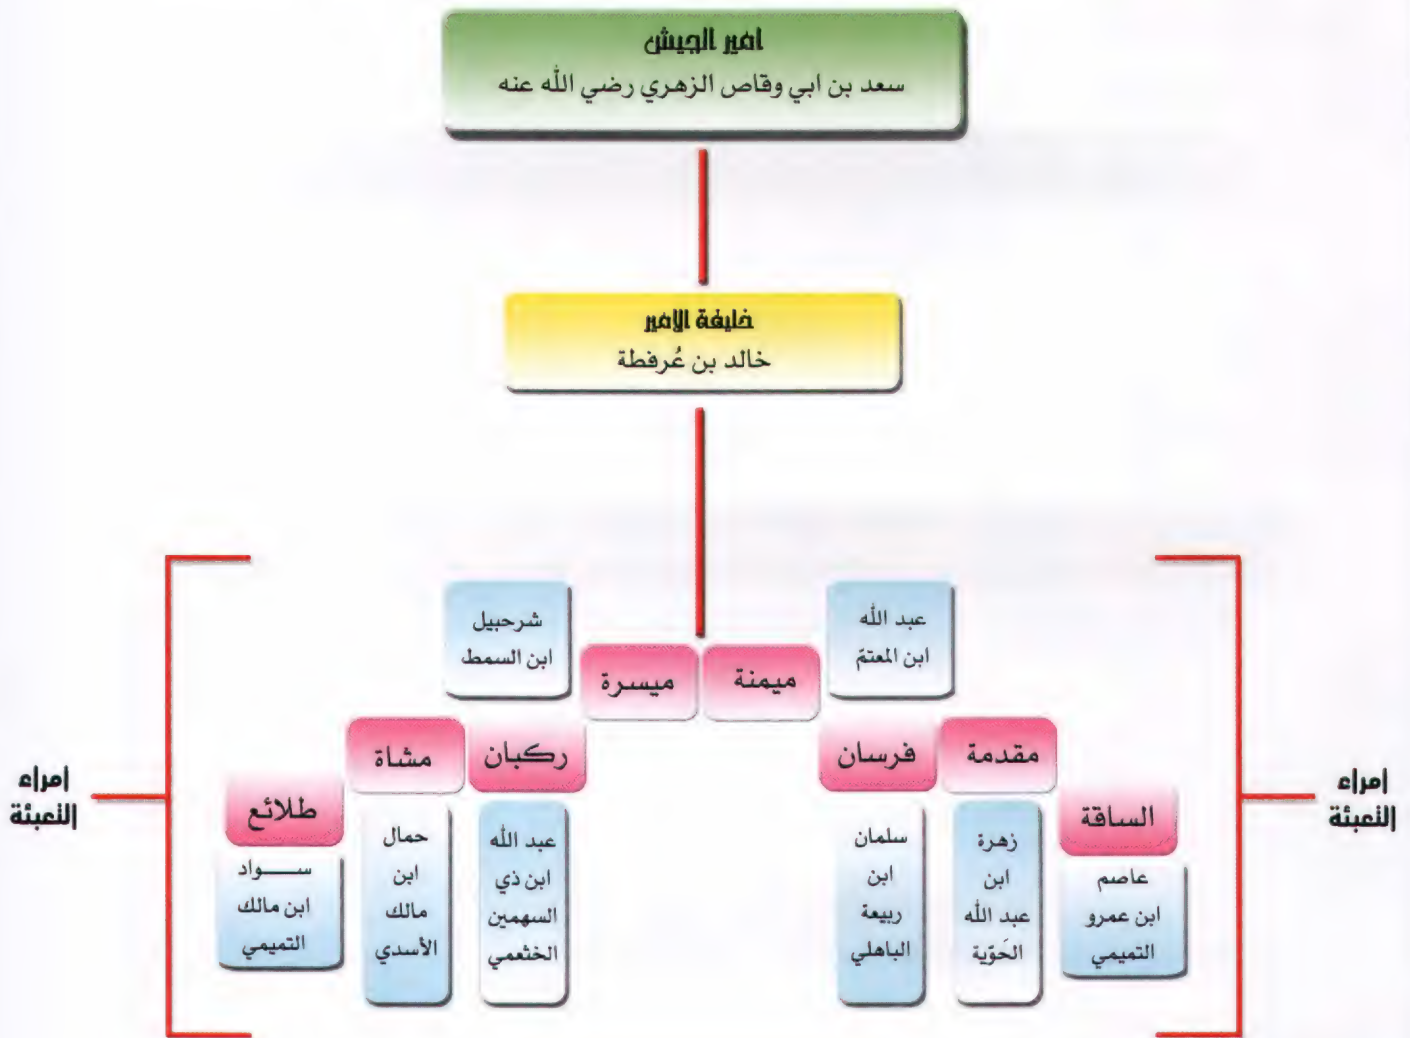 امير الجيش
سعد بن ابي وقاص الزهري رضي الله عنه
خليفة الامير
خالد بن عُرفطة
عبد الله
ابن المعتمّ
شرحبيل
ابن السمط
ميمنة
ميسرة
مقدمة
فرسان
ركبان
مشاة
الساقة
طلائع
امراء
التعبئة
عاصم
ابن عمرو
التميمي
زهرة
ابن
عبد الله
الحَوّية
سلمان
ابن
ربيعة
الباهلي
عبد الله
ابن ذي
السهمين
الخثعمي
حمال
ابن
مالك
الأسدي
ســـواد
ابن مالك
التميمي
امراء
التعبئة